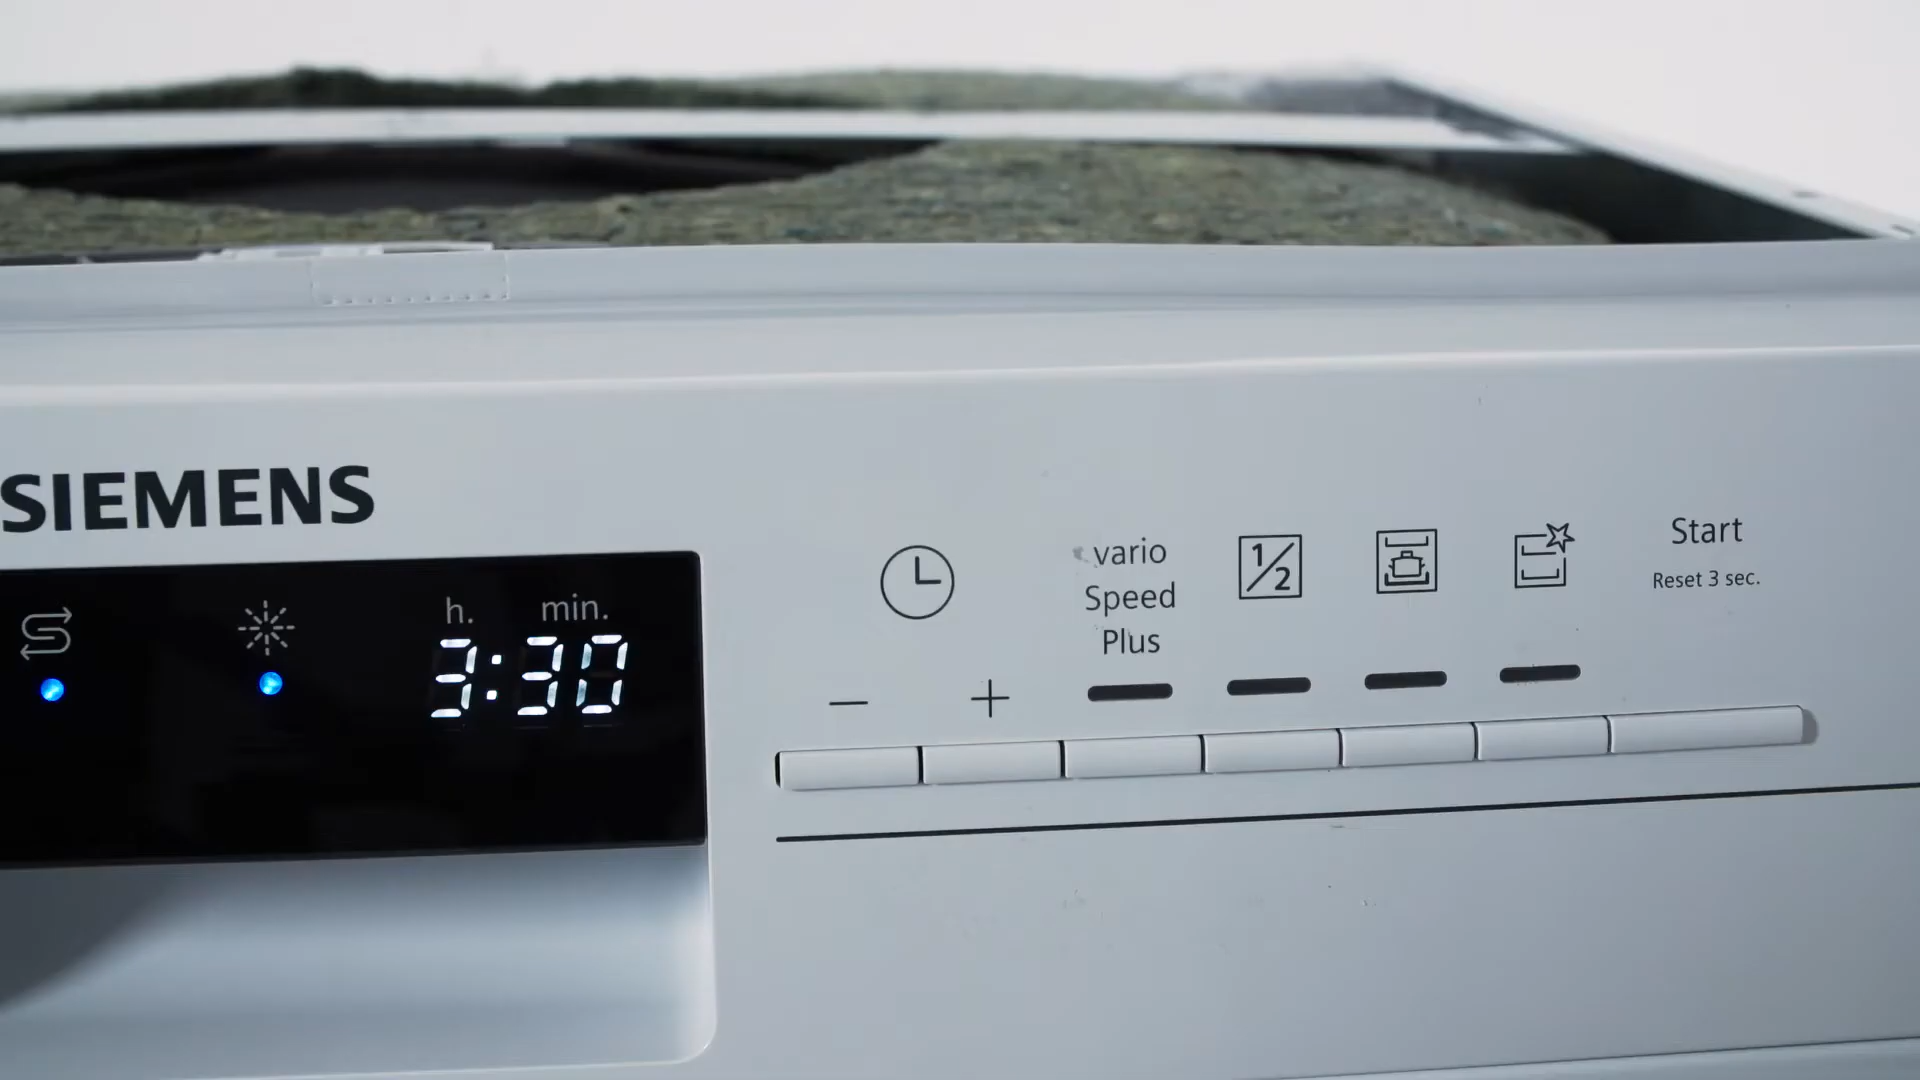 SIEMENS
h. min.
3:30
vario
Speed
Plus
1/2
Start
Reset 3 sec.
− +